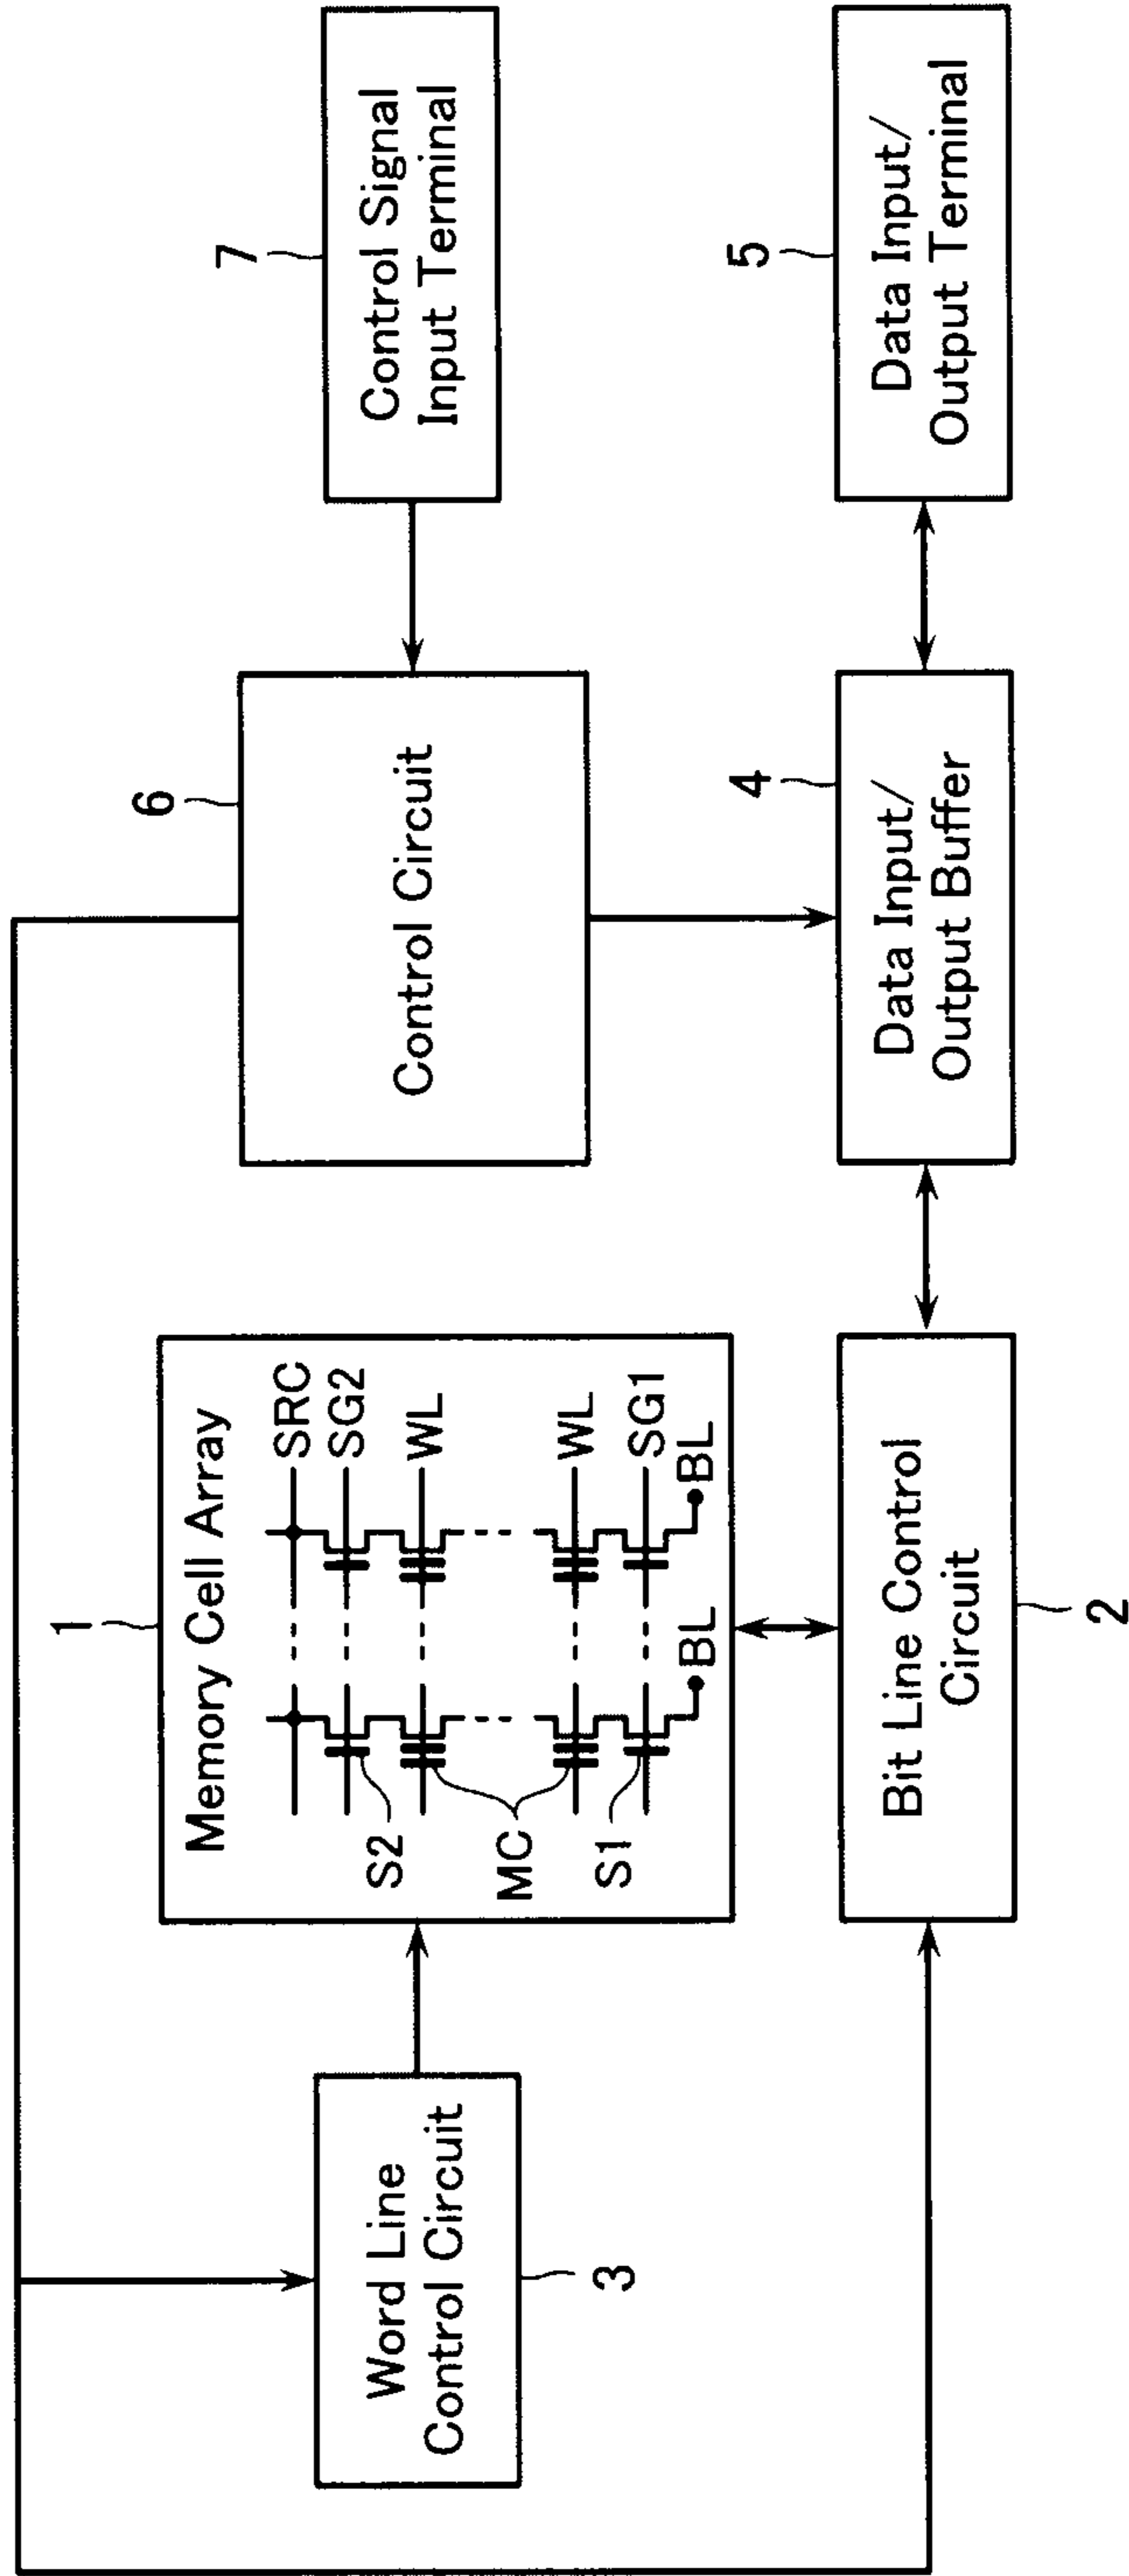 1
Memory Cell Array
SRC
SG2
S2
WL
MC
WL
S1
SG1
BL
BL
Word Line
Control Circuit
3
6
Control Circuit
7
Control Signal
Input Terminal
Bit Line Control
Circuit
2
4
Data Input/
Output Buffer
5
Data Input/
Output Terminal